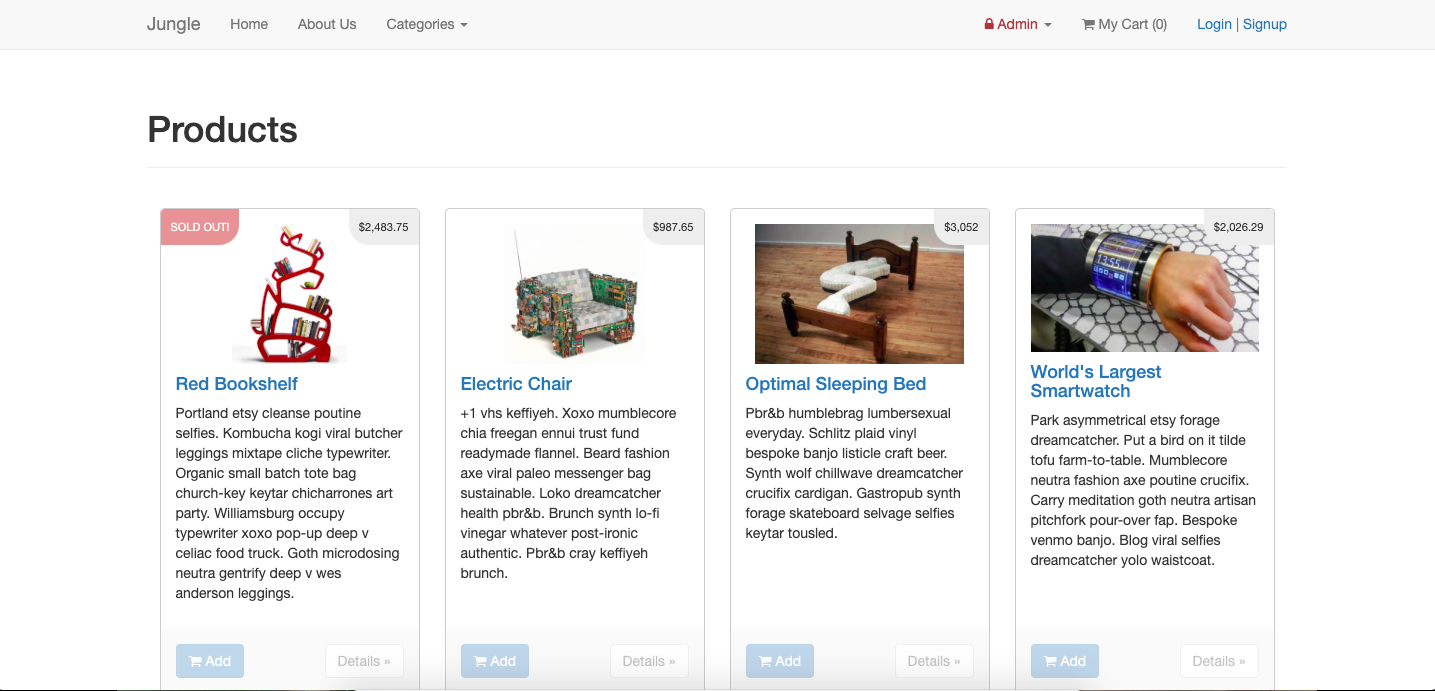 Jungle Home About Us Categories Admin My Cart (0) Login | Signup
Products
SOLD OUT! $2,483.75
Red Bookshelf
Portland etsy cleanse poutine
selfies. Kombucha kogi viral butcher
leggings mixtape cliche typewriter.
Organic small batch tote bag
church-key keytar chicharrones art
party. Williamsburg occupy
typewriter xoxo pop-up deep v
celiac food truck. Goth microdosing
neutra gentrify deep v wes
anderson leggings.
Add Details »
$987.65
Electric Chair
+1 vhs keffiyeh. Xoxo mumblecore
chia freegan ennui trust fund
readymade flannel. Beard fashion
axe viral paleo messenger bag
sustainable. Loko dreamcatcher
health pbr&b. Brunch synth lo-fi
vinegar whatever post-ironic
authentic. Pbr&b cray keffiyeh
brunch.
Add Details »
$3,052
Optimal Sleeping Bed
Pbr&b humblebrag lumbersexual
everyday. Schlitz plaid vinyl
bespoke banjo listicle craft beer.
Synth wolf chillwave dreamcatcher
crucifix cardigan. Gastropub synth
forage skateboard selvage selfies
keytar tousled.
Add Details »
$2,026.29
13:55
World's Largest
Smartwatch
Park asymmetrical etsy forage
dreamcatcher. Put a bird on it tilde
tofu farm-to-table. Mumblecore
neutra fashion axe poutine crucifix.
Carry meditation goth neutra artisan
pitchfork pour-over fap. Bespoke
venmo banjo. Blog viral selfies
dreamcatcher yolo waistcoat.
Add Details »